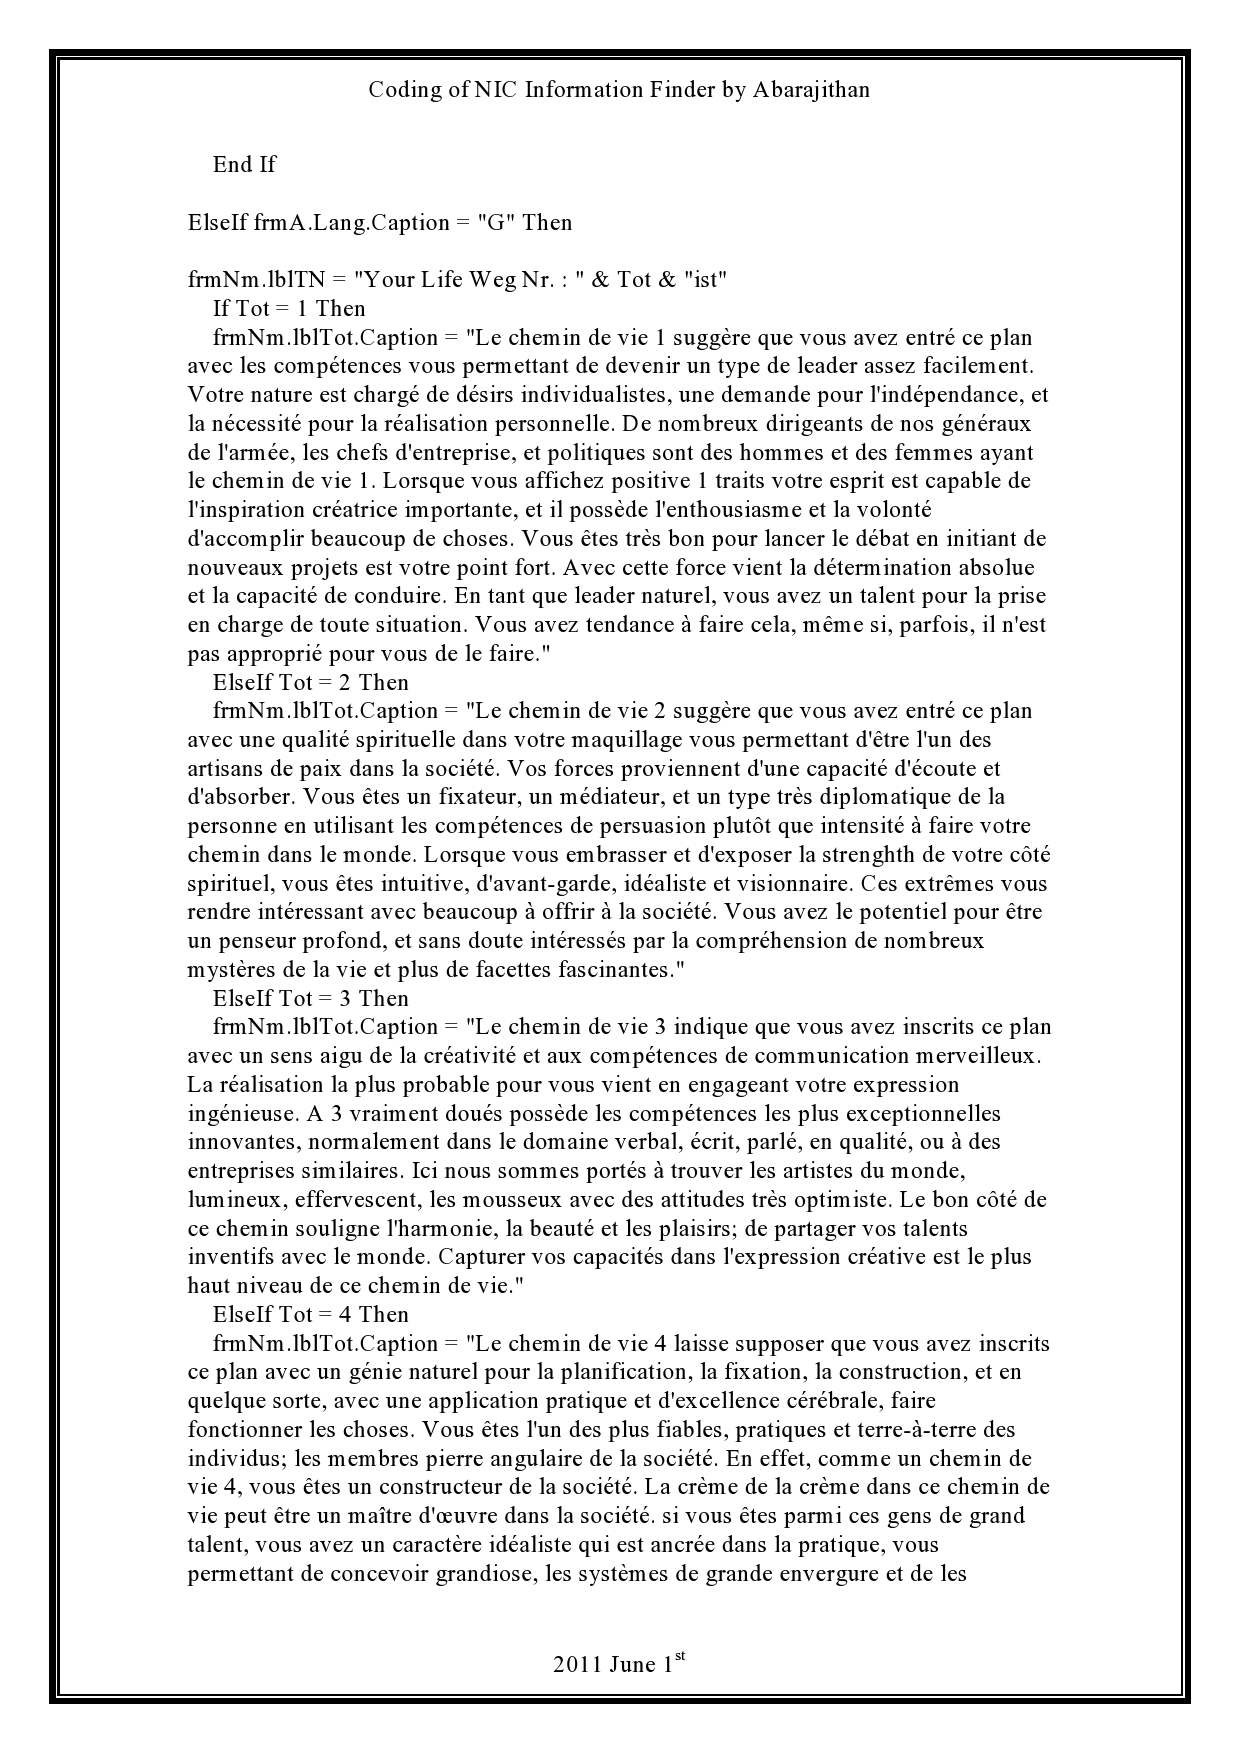 Coding of NIC Information Finder by Abarajithan
End If
ElseIf frmA.Lang.Caption = "G" Then
frmNm.lblTN = "Your Life Weg Nr. : " & Tot & "ist"
If Tot = 1 Then
frmNm.lblTot.Caption = "Le chemin de vie 1 suggère que vous avez entré ce plan
avec les compétences vous permettant de devenir un type de leader assez facilement.
Votre nature est chargé de désirs individualistes, une demande pour l'indépendance, et
la nécessité pour la réalisation personnelle. De nombreux dirigeants de nos généraux
de l'armée, les chefs d'entreprise, et politiques sont des hommes et des femmes ayant
le chemin de vie 1. Lorsque vous affichez positive 1 traits votre esprit est capable de
l'inspiration créatrice importante, et il possède l'enthousiasme et la volonté
d'accomplir beaucoup de choses. Vous êtes très bon pour lancer le débat en initiant de
nouveaux projets est votre point fort. Avec cette force vient la détermination absolue
et la capacité de conduire. En tant que leader naturel, vous avez un talent pour la prise
en charge de toute situation. Vous avez tendance à faire cela, même si, parfois, il n'est
pas approprié pour vous de le faire."
ElseIf Tot = 2 Then
frmNm.lblTot.Caption = "Le chemin de vie 2 suggère que vous avez entré ce plan
avec une qualité spirituelle dans votre maquillage vous permettant d'être l'un des
artisans de paix dans la société. Vos forces proviennent d'une capacité d'écoute et
d'absorber. Vous êtes un fixateur, un médiateur, et un type très diplomatique de la
personne en utilisant les compétences de persuasion plutôt que intensité à faire votre
chemin dans le monde. Lorsque vous embrasser et d'exposer la strenghth de votre côté
spirituel, vous êtes intuitive, d'avant-garde, idéaliste et visionnaire. Ces extrêmes vous
rendre intéressant avec beaucoup à offrir à la société. Vous avez le potentiel pour être
un penseur profond, et sans doute intéressés par la compréhension de nombreux
mystères de la vie et plus de facettes fascinantes."
ElseIf Tot = 3 Then
frmNm.lblTot.Caption = "Le chemin de vie 3 indique que vous avez inscrits ce plan
avec un sens aigu de la créativité et aux compétences de communication merveilleux.
La réalisation la plus probable pour vous vient en engageant votre expression
ingénieuse. A 3 vraiment doués possède les compétences les plus exceptionnelles
innovantes, normalement dans le domaine verbal, écrit, parlé, en qualité, ou à des
entreprises similaires. Ici nous sommes portés à trouver les artistes du monde,
lumineux, effervescent, les mousseux avec des attitudes très optimiste. Le bon côté de
ce chemin souligne l'harmonie, la beauté et les plaisirs; de partager vos talents
inventifs avec le monde. Capturer vos capacités dans l'expression créative est le plus
haut niveau de ce chemin de vie."
ElseIf Tot = 4 Then
frmNm.lblTot.Caption = "Le chemin de vie 4 laisse supposer que vous avez inscrits
ce plan avec un génie naturel pour la planification, la fixation, la construction, et en
quelque sorte, avec une application pratique et d'excellence cérébrale, faire
fonctionner les choses. Vous êtes l'un des plus fiables, pratiques et terre-à-terre des
individus; les membres pierre angulaire de la société. En effet, comme un chemin de
vie 4, vous êtes un constructeur de la société. La crème de la crème dans ce chemin de
vie peut être un maître d'œuvre dans la société. si vous êtes parmi ces gens de grand
talent, vous avez un caractère idéaliste qui est ancrée dans la pratique, vous
permettant de concevoir grandiose, les systèmes de grande envergure et de les
2011 June 1st